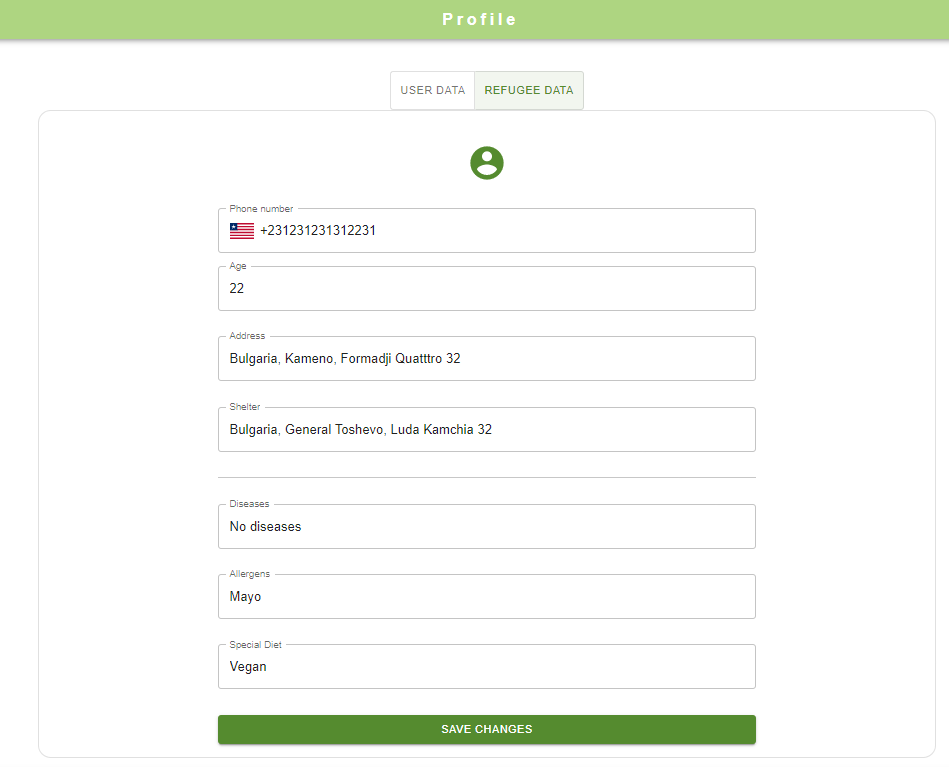 Profile
USER DATA
REFUGEE DATA
Phone number
+231231231312231
Age
22
Address
Bulgaria, Kameno, Formadji Quatttro 32
Shelter
Bulgaria, General Toshevo, Luda Kamchia 32
Diseases
No diseases
Allergens
Mayo
Special Diet
Vegan
SAVE CHANGES